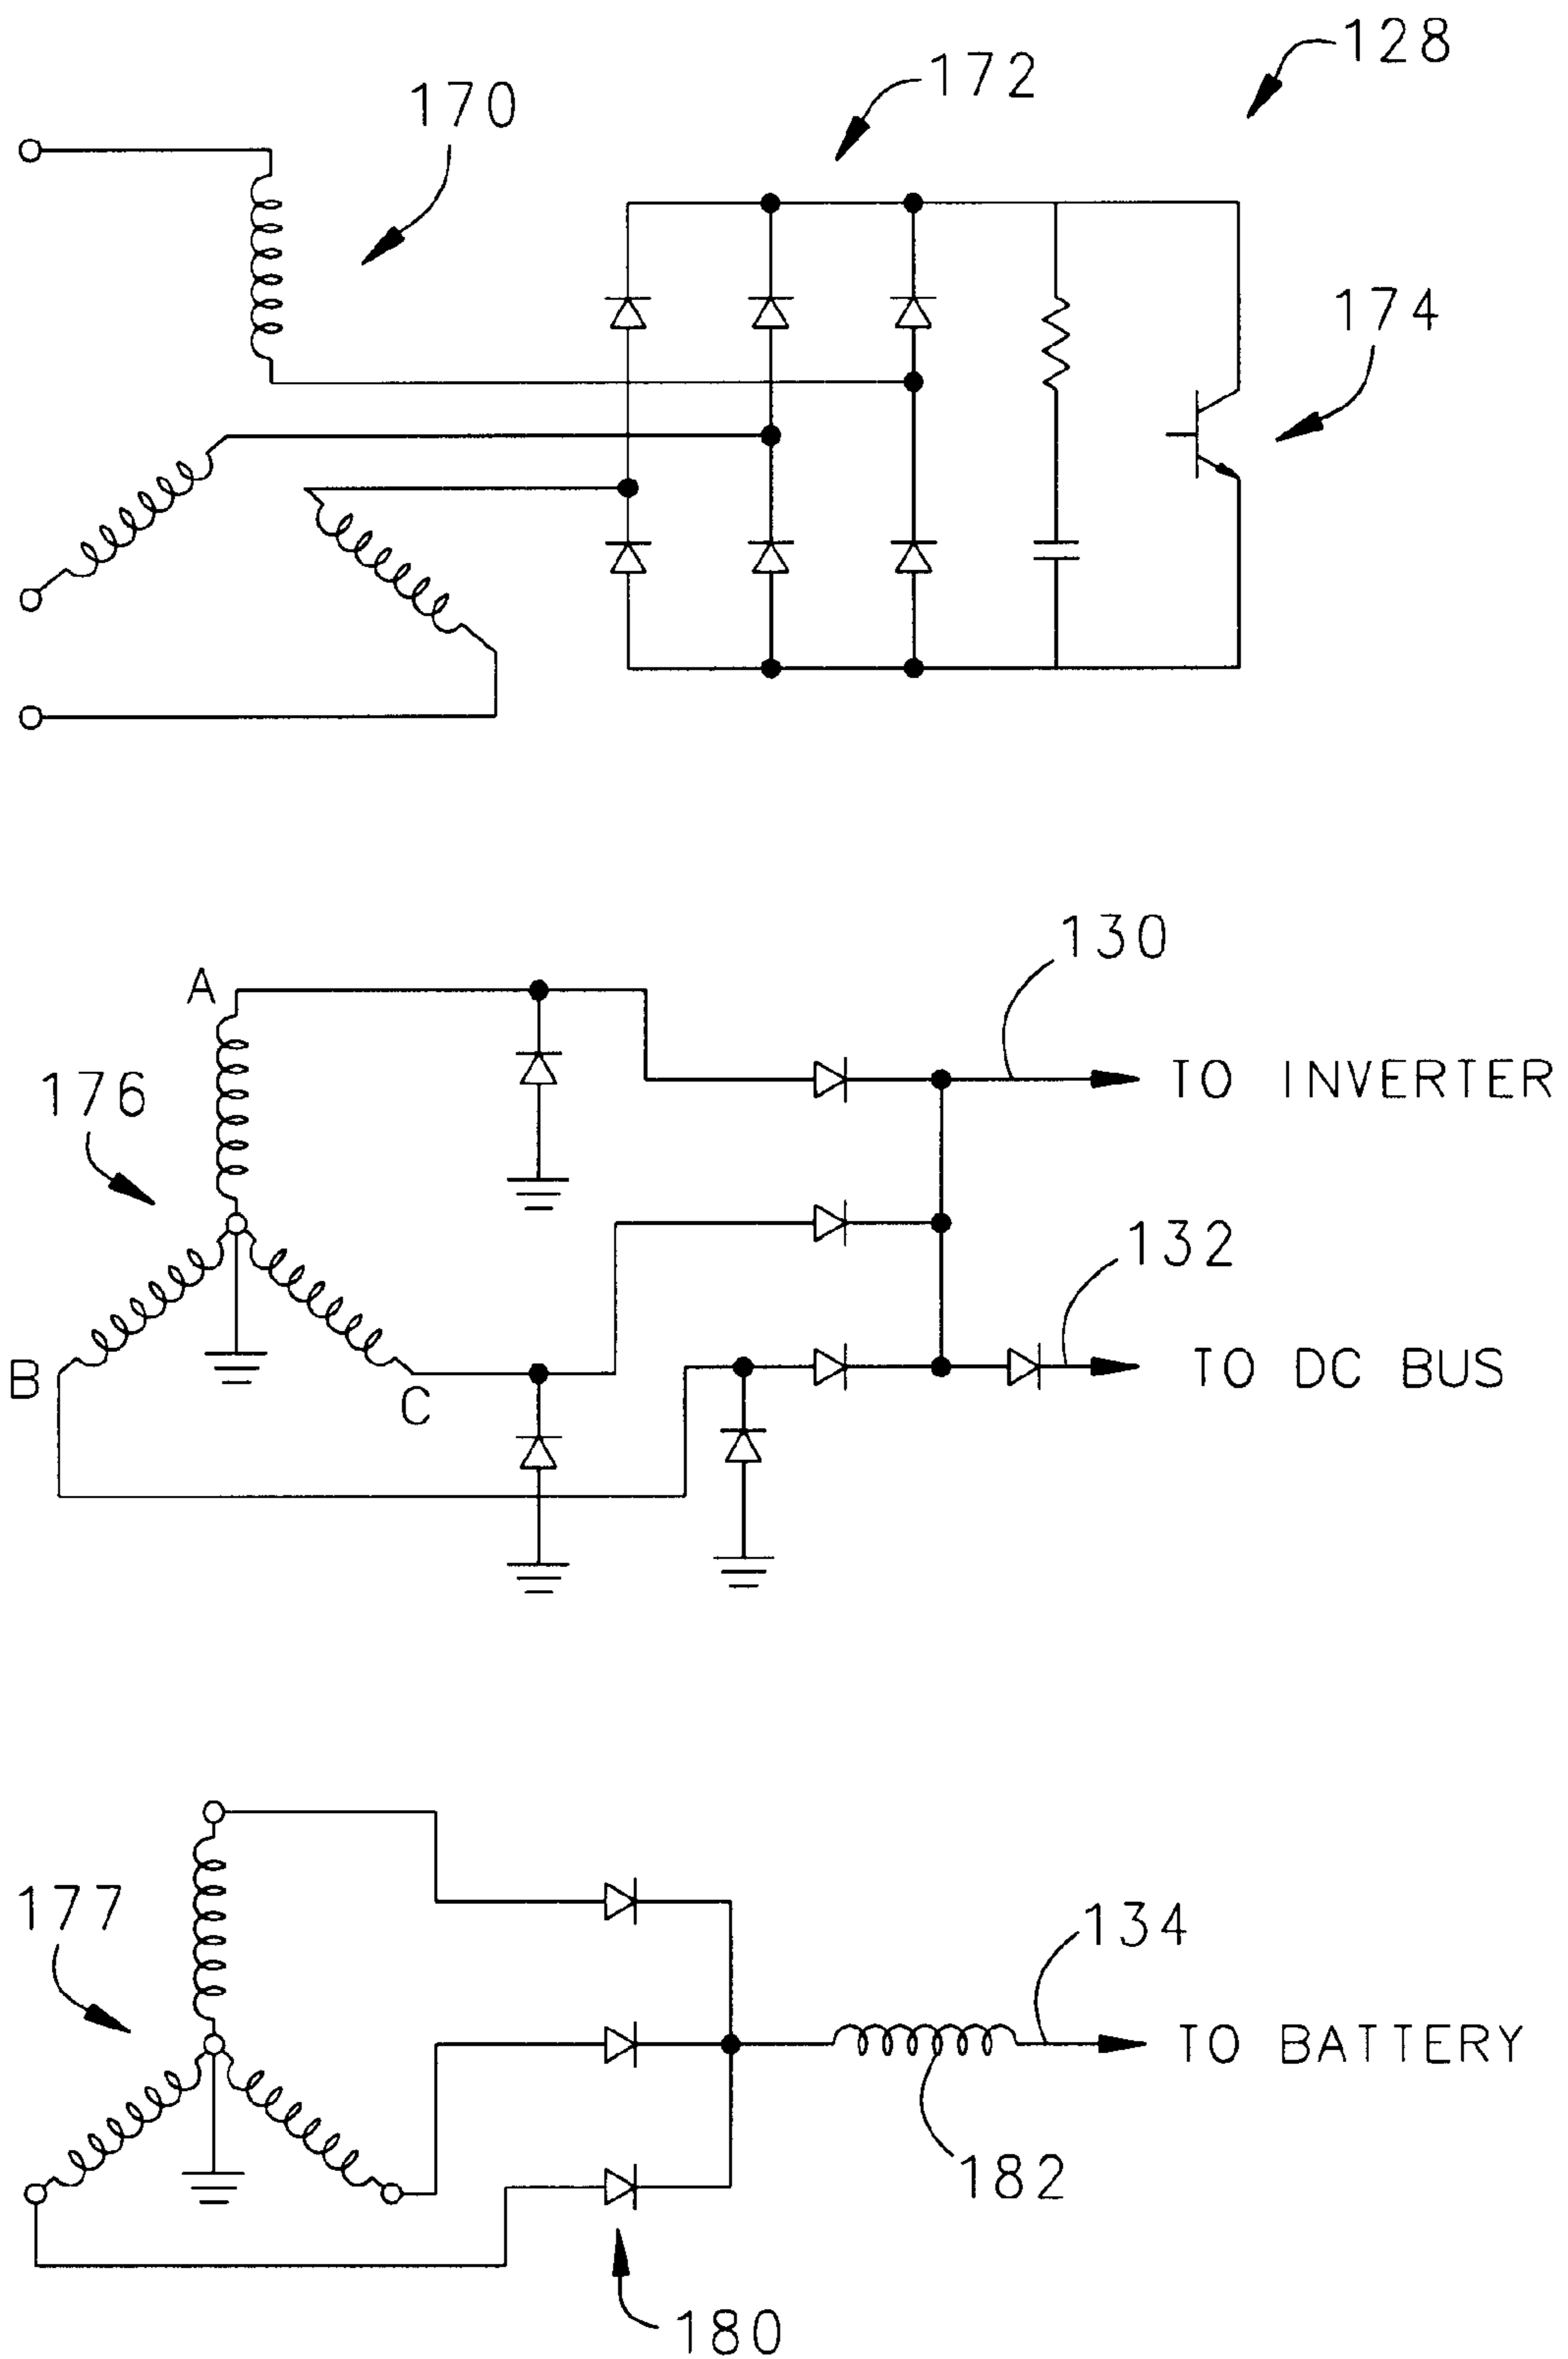 128
172
170
174
130
A
TO INVERTER
176
132
B
C
TO DC BUS
177
134
TO BATTERY
182
180